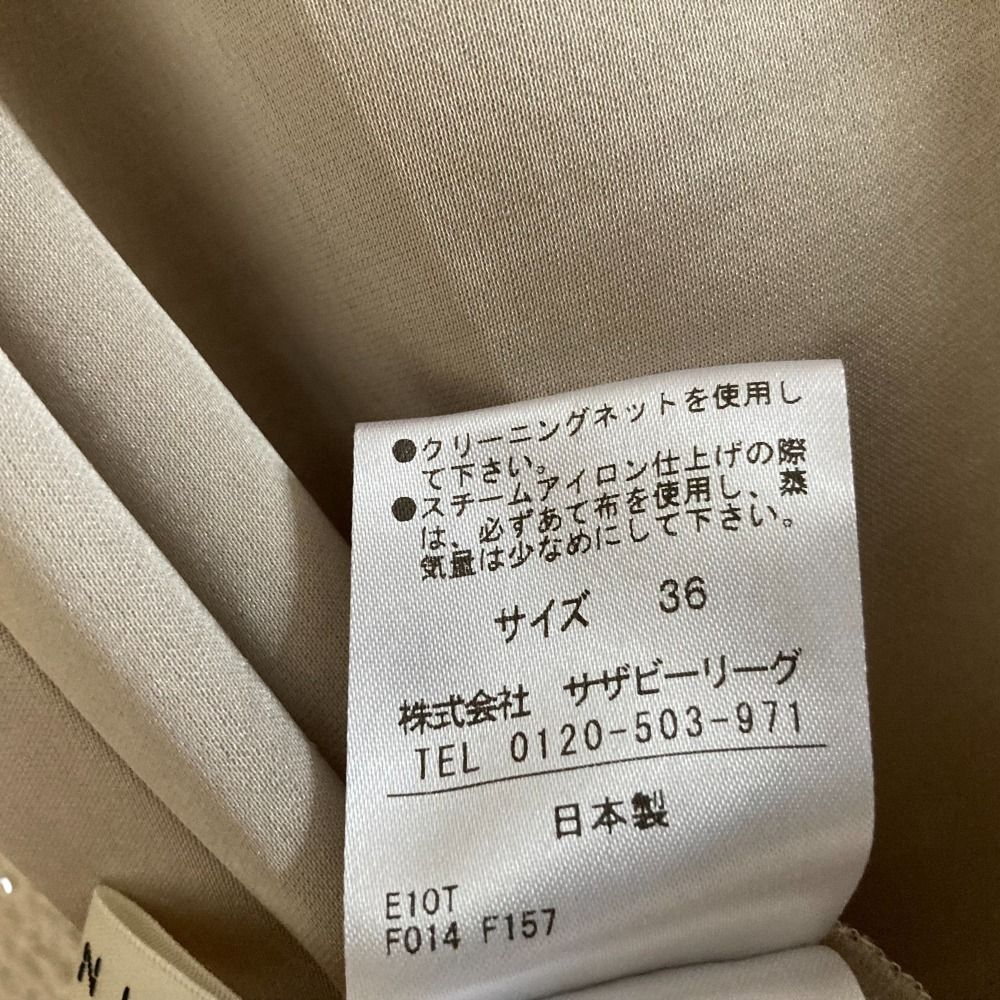 ●クリーニングネットを使用し
て下さい。
●スチームアイロン仕上げの際
は、必ずあて布を使用し、蒸
気量は少なめにして下さい。
サイズ 36
株式会社 サザビーリーグ
TEL 0120-503-971
日本製
E10T
F014 F157
N